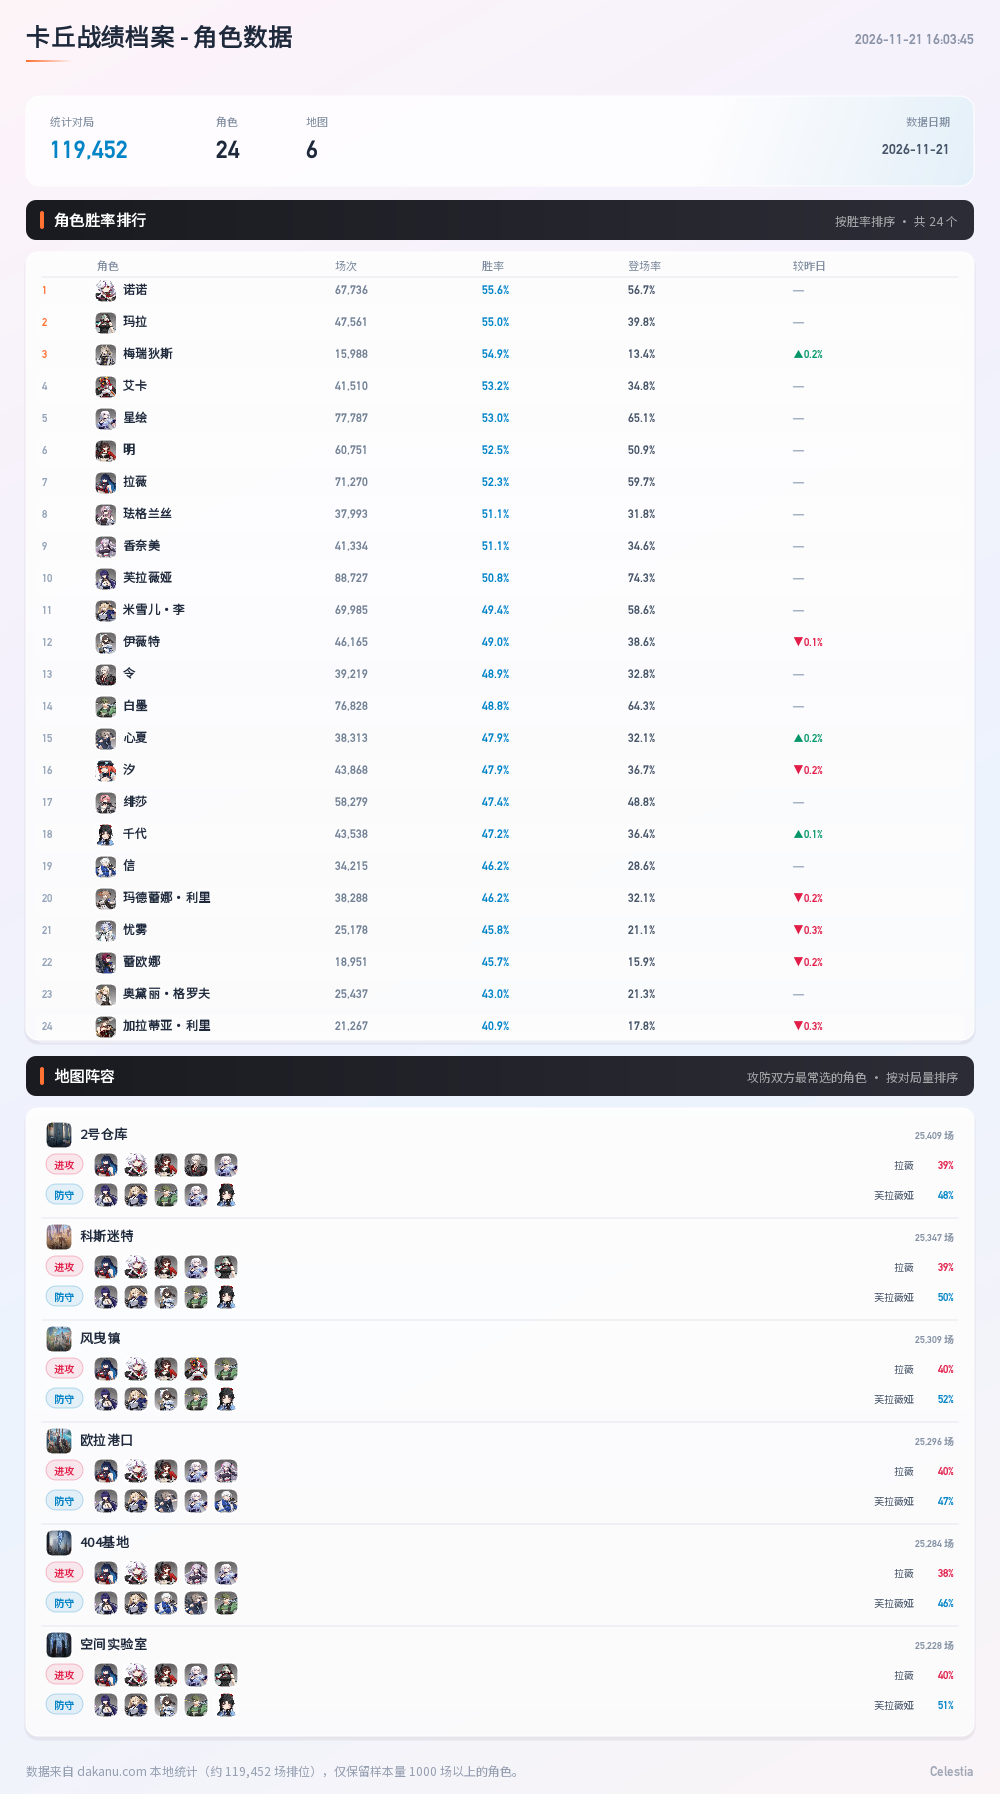 卡丘战绩档案 - 角色数据
2026-11-21 16:03:45
统计对局 角色 地图 数据日期
119,452 24 6 2026-11-21
角色胜率排行 按胜率排序 • 共 24 个
角色 场次 胜率 登场率 较昨日
1 诺诺 67,736 55.6% 56.7% —
2 玛拉 47,561 55.0% 39.8% —
3 梅瑞狄斯 15,988 54.9% 13.4% ▲0.2%
4 艾卡 41,510 53.2% 34.8% —
5 星绘 77,787 53.0% 65.1% —
6 明 60,751 52.5% 50.9% —
7 拉薇 71,270 52.3% 59.7% —
8 珐格兰丝 37,993 51.1% 31.8% —
9 香奈美 41,334 51.1% 34.6% —
10 芙拉薇娅 88,727 50.8% 74.3% —
11 米雪儿•李 69,985 49.4% 58.6% —
12 伊薇特 46,165 49.0% 38.6% ▼0.1%
13 令 39,219 48.9% 32.8% —
14 白墨 76,828 48.8% 64.3% —
15 心夏 38,313 47.9% 32.1% ▲0.2%
16 汐 43,868 47.9% 36.7% ▼0.2%
17 绯莎 58,279 47.4% 48.8% —
18 千代 43,538 47.2% 36.4% ▲0.1%
19 信 34,215 46.2% 28.6% —
20 玛德蕾娜•利里 38,288 46.2% 32.1% ▼0.2%
21 忧雾 25,178 45.8% 21.1% ▼0.3%
22 蕾欧娜 18,951 45.7% 15.9% ▼0.2%
23 奥黛丽•格罗夫 25,437 43.0% 21.3% —
24 加拉蒂亚•利里 21,267 40.9% 17.8% ▼0.3%
地图阵容 攻防双方最常选的角色 • 按对局量排序
2号仓库 25,409 场
进攻 拉薇 39%
防守 芙拉薇娅 48%
科斯迷特 25,347 场
进攻 拉薇 39%
防守 芙拉薇娅 50%
风曳镇 25,309 场
进攻 拉薇 40%
防守 芙拉薇娅 52%
欧拉港口 25,296 场
进攻 拉薇 40%
防守 芙拉薇娅 47%
404基地 25,284 场
进攻 拉薇 38%
防守 芙拉薇娅 46%
空间实验室 25,228 场
进攻 拉薇 40%
防守 芙拉薇娅 51%
数据来自 dakanu.com 本地统计（约 119,452 场排位），仅保留样本量 1000 场以上的角色。
Celestia